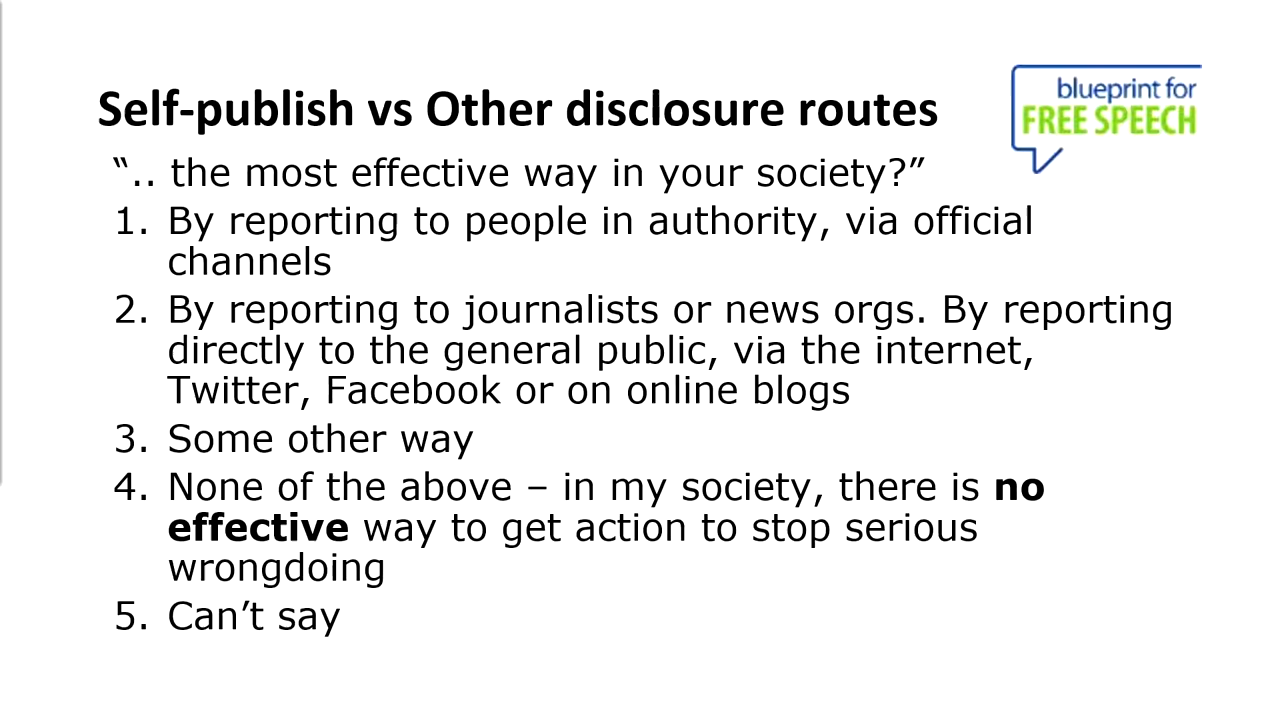 Self-publish vs Other disclosure routes
blueprint for
FREE SPEECH
“.. the most effective way in your society?”
1. By reporting to people in authority, via official
channels
2. By reporting to journalists or news orgs. By reporting
directly to the general public, via the internet,
Twitter, Facebook or on online blogs
3. Some other way
4. None of the above – in my society, there is no
effective way to get action to stop serious
wrongdoing
5. Can’t say